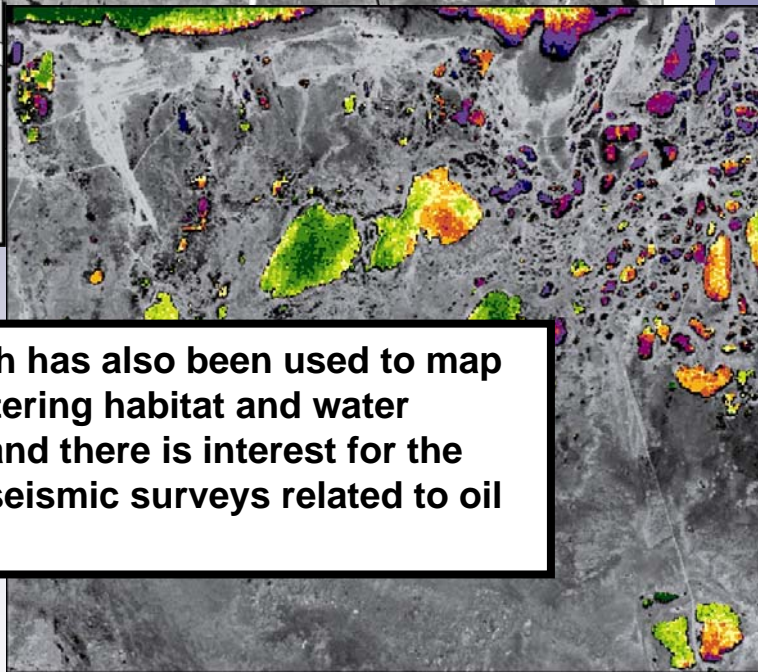 h has also been used to map
tering habitat and water
and there is interest for the
seismic surveys related to oil